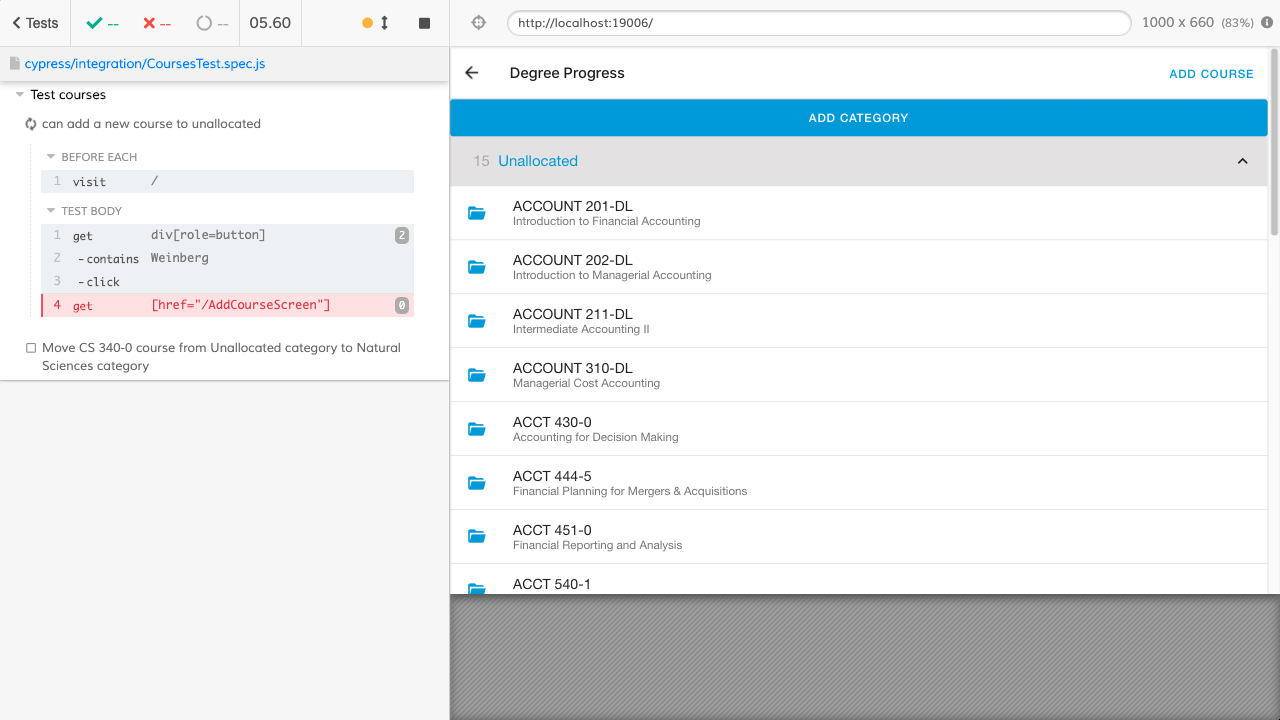 Tests
--
--
--
05.60
http://localhost:19006/
1000 x 660 (83%)
cypress/integration/CoursesTest.spec.js
Test courses
can add a new course to unallocated
BEFORE EACH
1 visit /
TEST BODY
1 get div[role=button] 2
2 -contains Weinberg
3 -click
4 get [href="/AddCourseScreen"] 0
Move CS 340-0 course from Unallocated category to Natural
Sciences category
Degree Progress
ADD COURSE
ADD CATEGORY
15 Unallocated
ACCOUNT 201-DL
Introduction to Financial Accounting
ACCOUNT 202-DL
Introduction to Managerial Accounting
ACCOUNT 211-DL
Intermediate Accounting II
ACCOUNT 310-DL
Managerial Cost Accounting
ACCT 430-0
Accounting for Decision Making
ACCT 444-5
Financial Planning for Mergers & Acquisitions
ACCT 451-0
Financial Reporting and Analysis
ACCT 540-1